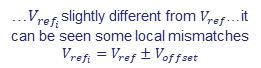 …V_{ref_i} slightly different from V_{ref}…it
can be seen some local mismatches
V_{ref_i} = V_{ref} ± V_{offset}